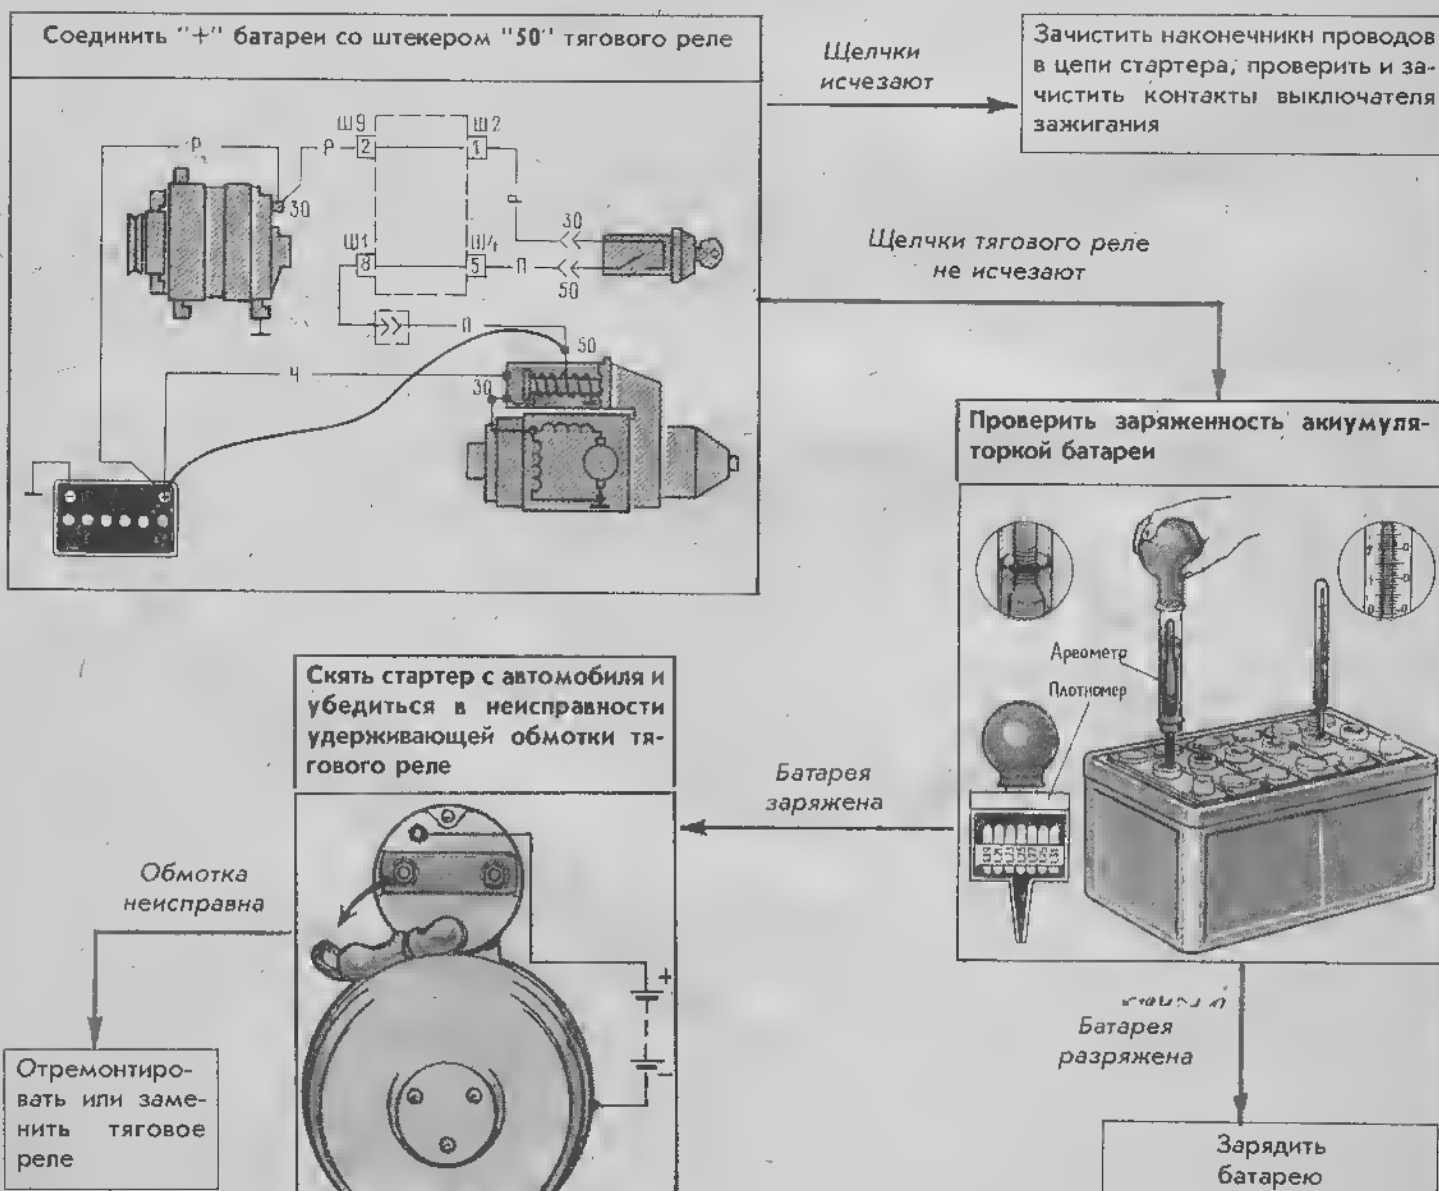 Соединить "+" батареи со штекером "50" тягового реле
Щелчки
исчезают
Зачистить наконечникн проводов
в цепи стартера, проверить и за-
чистить контакты выключателя
зажигания
Ш9
Ш2
Р
Р
2
1
Р
30
30
Ш1
Ш4
8
5
П
50
П
50
Ч
30
Щелчки тягового реле
не исчезают
Проверить заряженность акиумуля-
торкой батареи
Ареометр
Плотномер
Скять стартер с автомобиля и
убедиться в неисправности
удерживающей обмотки тя-
гового реле
Батарея
заряжена
Обмотка
неисправна
+
−
Батарея
разряжена
Отремонтиро-
вать или заме-
нить тяговое
реле
Зарядить
батарею